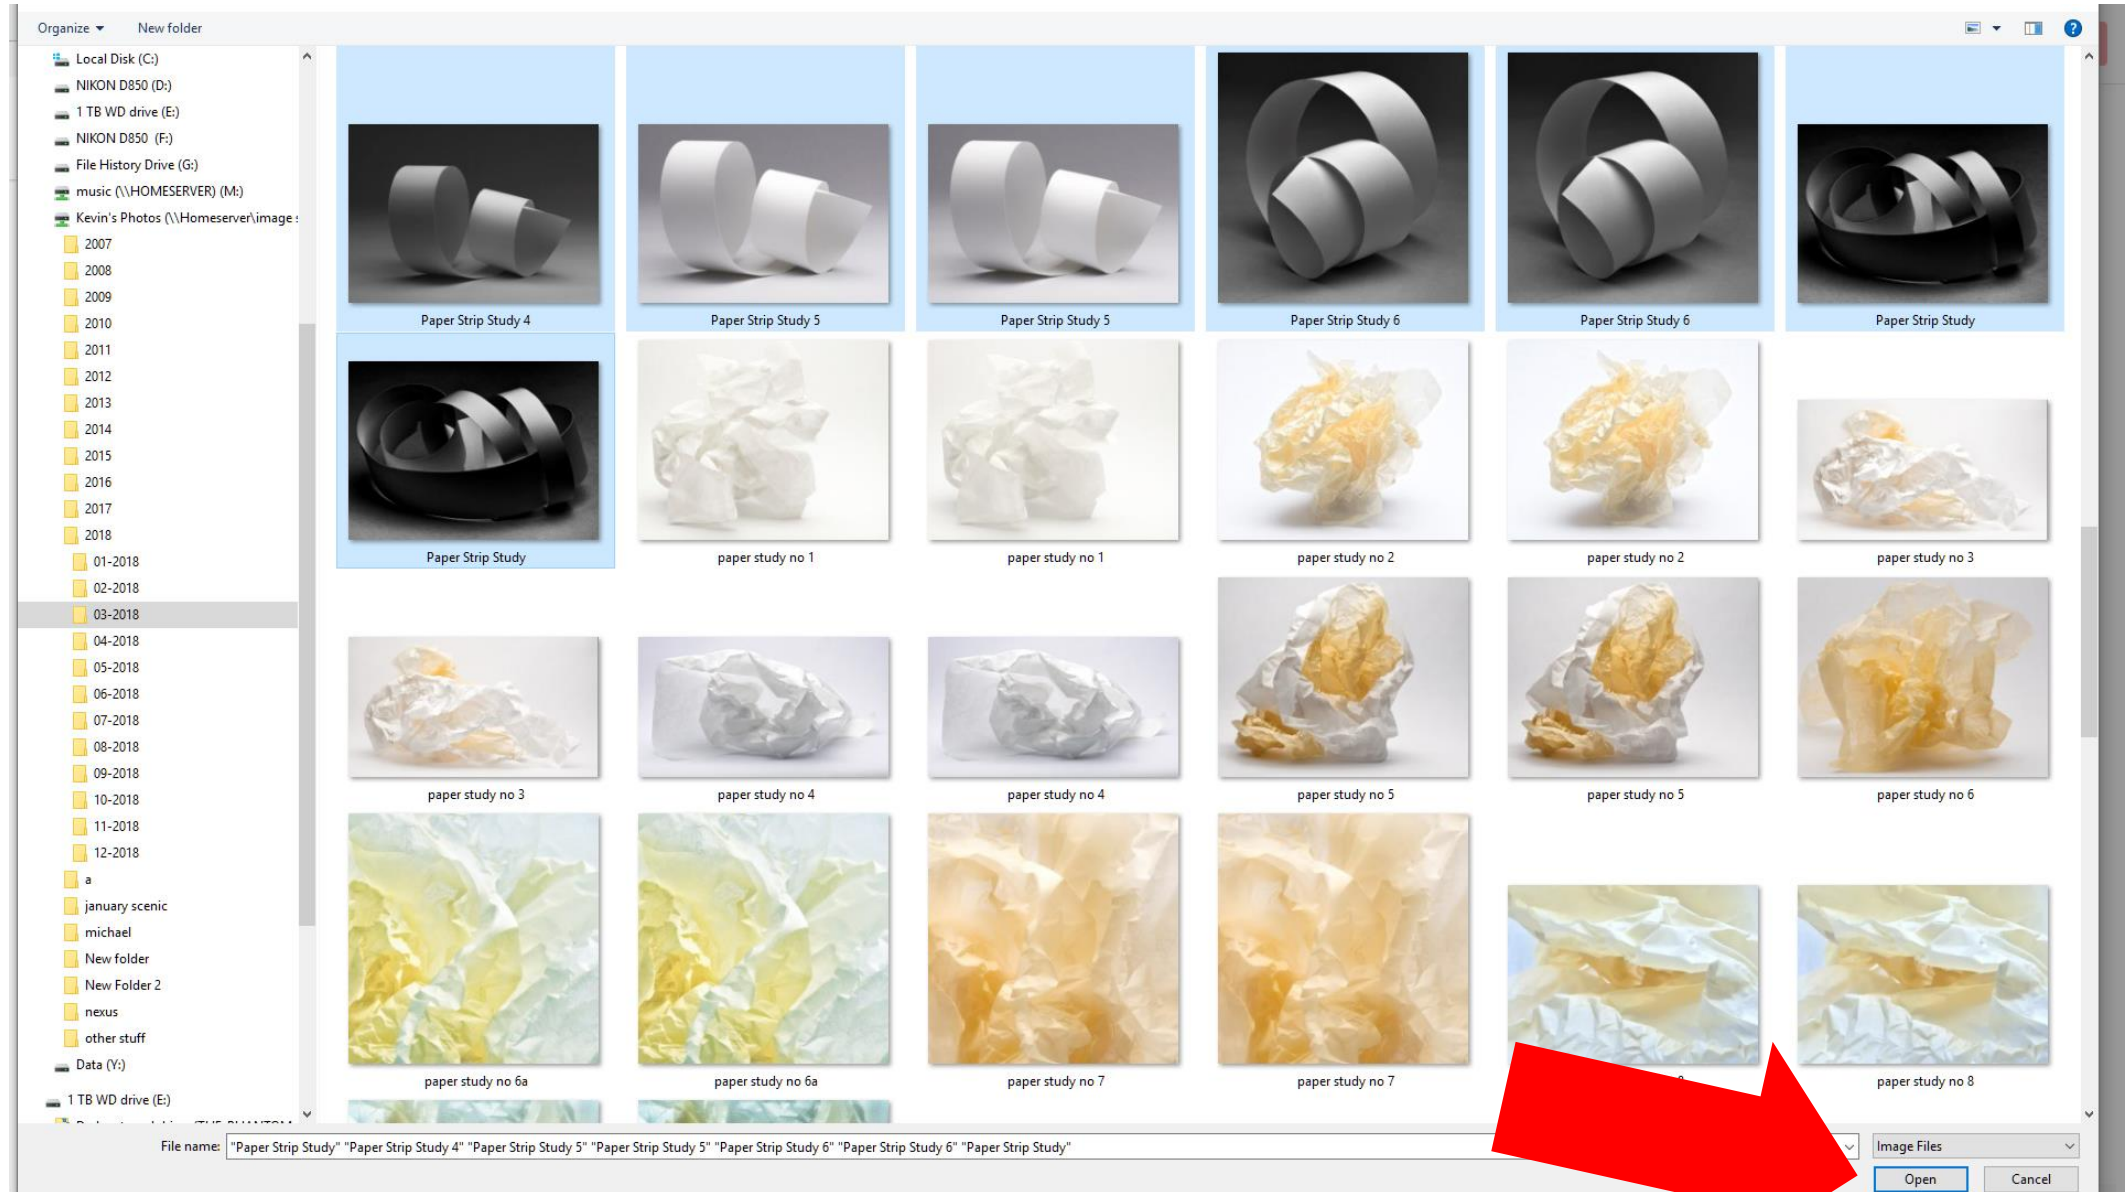 Organize New folder
Local Disk (C:)
NIKON D850 (D:)
1 TB WD drive (E:)
NIKON D850 (F:)
File History Drive (G:)
music (\\HOMESERVER) (M:)
Kevin's Photos (\\Homeserver\image s
2007
2008
2009
2010
2011
2012
2013
2014
2015
2016
2017
2018
01-2018
02-2018
03-2018
04-2018
05-2018
06-2018
07-2018
08-2018
09-2018
10-2018
11-2018
12-2018
a
january scenic
michael
New folder
New Folder 2
nexus
other stuff
Data (Y:)
1 TB WD drive (E:)
Paper Strip Study 4 Paper Strip Study 5 Paper Strip Study 5 Paper Strip Study 6 Paper Strip Study 6 Paper Strip Study
Paper Strip Study paper study no 1 paper study no 1 paper study no 2 paper study no 2 paper study no 3
paper study no 3 paper study no 4 paper study no 4 paper study no 5 paper study no 5 paper study no 6
paper study no 6a paper study no 6a paper study no 7 paper study no 7 paper study no 8
File name: "Paper Strip Study" "Paper Strip Study 4" "Paper Strip Study 5" "Paper Strip Study 5" "Paper Strip Study 6" "Paper Strip Study 6" "Paper Strip Study" Image Files
Open Cancel